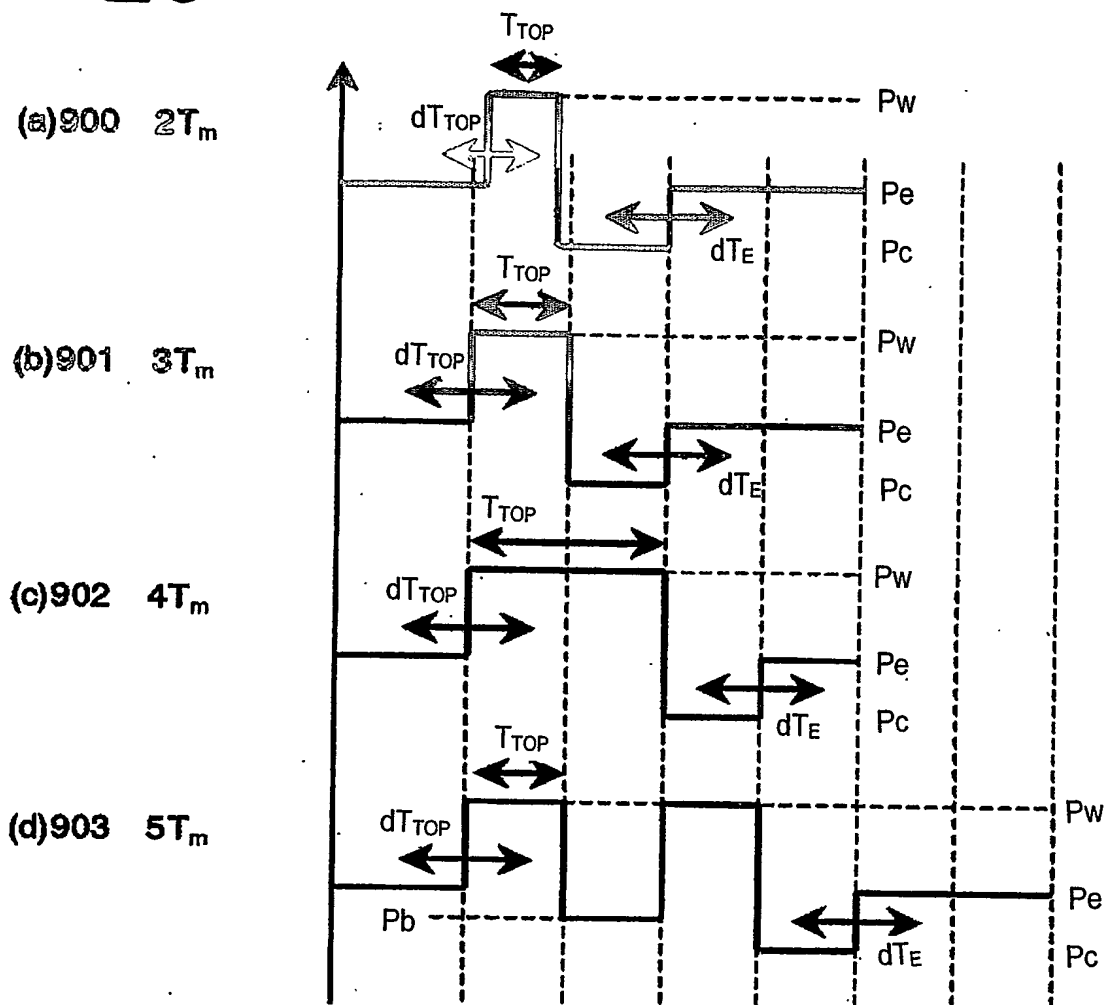 TTOP
(a)900 2Tm
dTTOP
Pw
Pe
dTE
Pc
TTOP
(b)901 3Tm
dTTOP
Pw
Pe
dTE
Pc
TTOP
(c)902 4Tm
dTTOP
Pw
Pe
dTE
Pc
TTOP
(d)903 5Tm
dTTOP
Pw
Pe
Pb
dTE
Pc